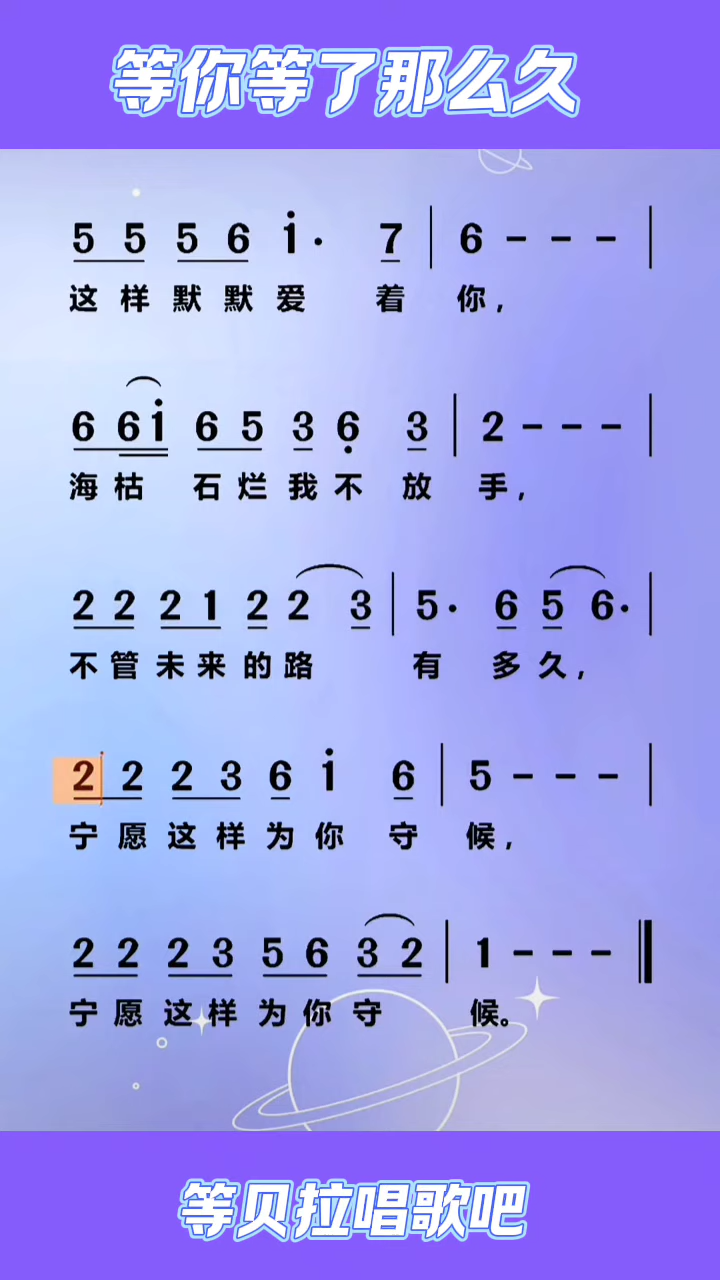 等你等了那么久
5 5 5 6 i· 7 | 6 - - - |
这样默默爱着你,
6 6 i 6 5 3 6̣ 3 | 2 - - - |
海枯石烂我不放手,
2 2 2 1 2 2 3 | 5· 6 5 6· |
不管未来的路有多久,
2 2 2 3 6 i 6 | 5 - - - |
宁愿这样为你守候,
2 2 2 3 5 6 3 2 | 1 - - - ‖
宁愿这样为你守候。
等贝拉唱歌吧